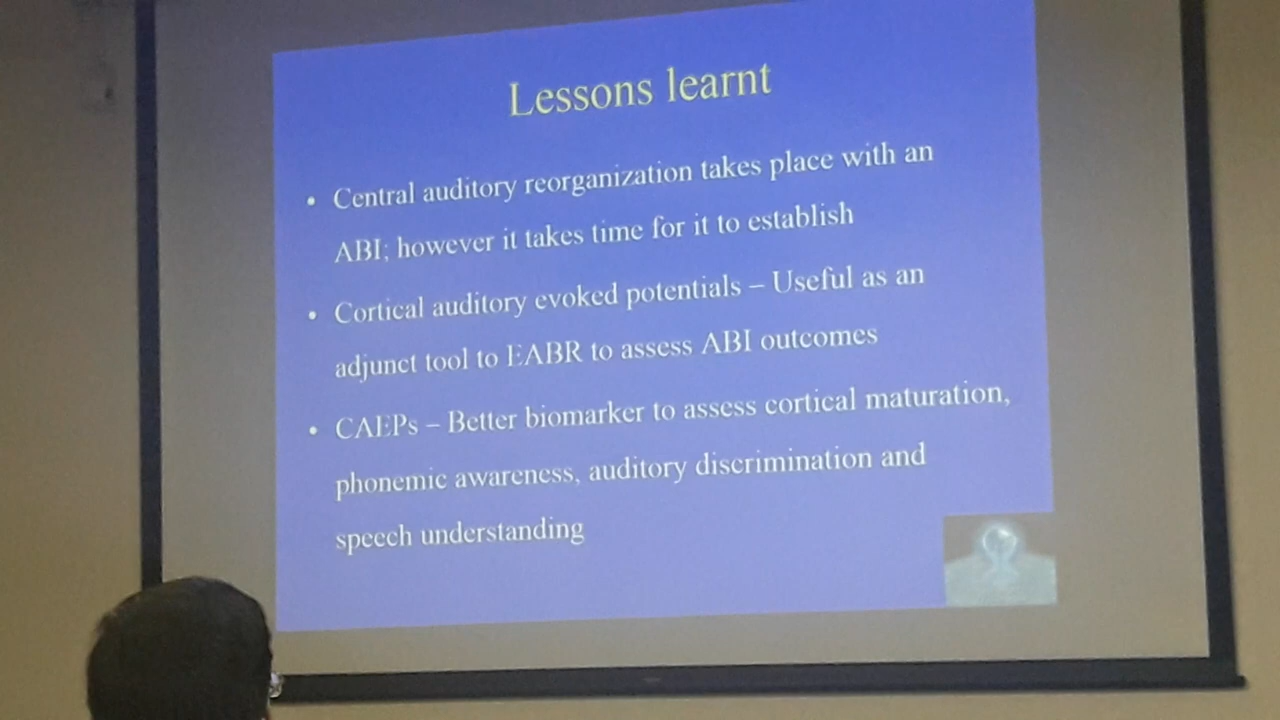 Lessons learnt
• Central auditory reorganization takes place with an
ABI; however it takes time for it to establish
• Cortical auditory evoked potentials – Useful as an
adjunct tool to EABR to assess ABI outcomes
• CAEPs – Better biomarker to assess cortical maturation,
phonemic awareness, auditory discrimination and
speech understanding